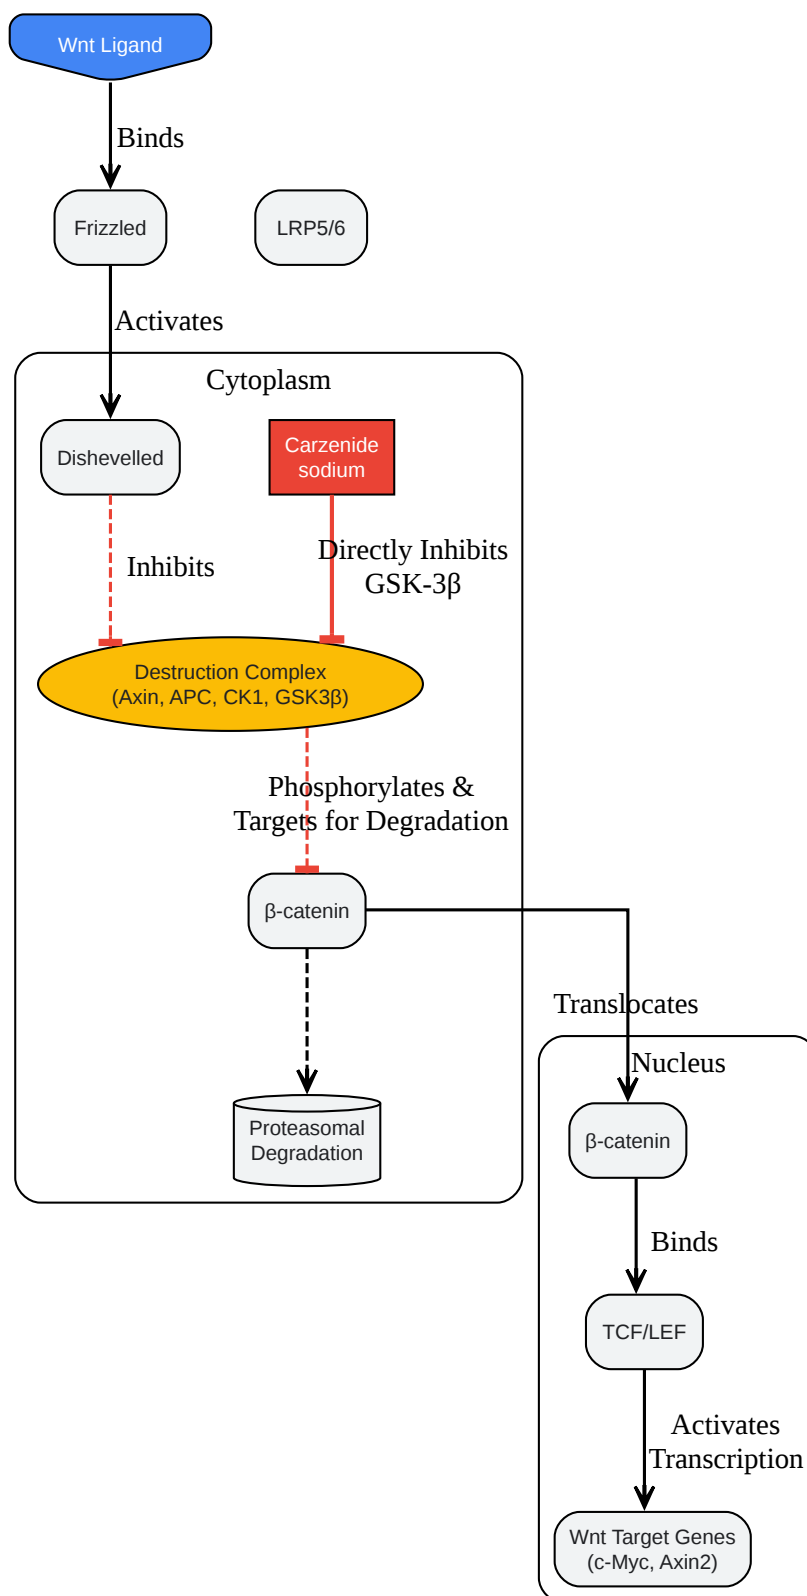 Wnt Ligand
Binds
Frizzled
LRP5/6
Activates
Cytoplasm
Dishevelled
Carzenide
sodium
Inhibits
Directly Inhibits
GSK-3β
Destruction Complex
(Axin, APC, CK1, GSK3β)
Phosphorylates &
Targets for Degradation
β-catenin
Translocates
Nucleus
Proteasomal
Degradation
β-catenin
Binds
TCF/LEF
Activates
Transcription
Wnt Target Genes
(c-Myc, Axin2)